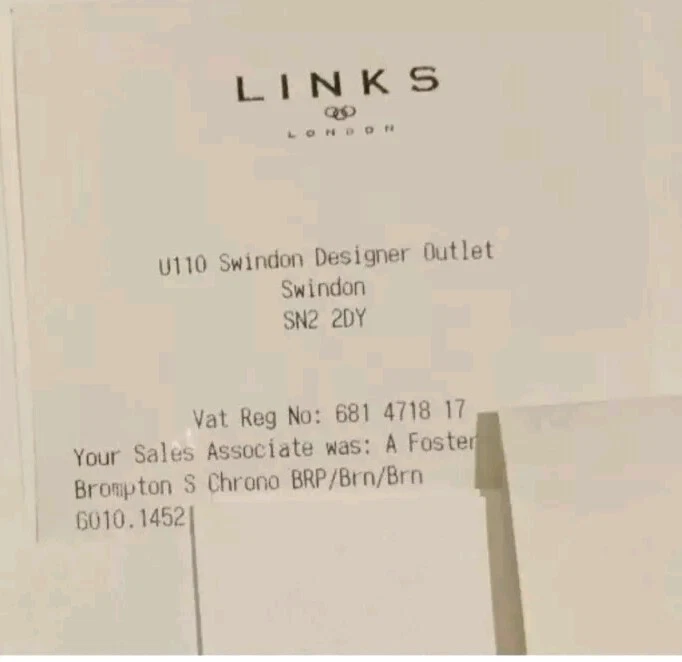 LINKS
LONDON
U110 Swindon Designer Outlet
Swindon
SN2 2DY
Vat Reg No: 681 4718 17
Your Sales Associate was: A Foster
Brompton S Chrono BRP/Brn/Brn
6010.1452